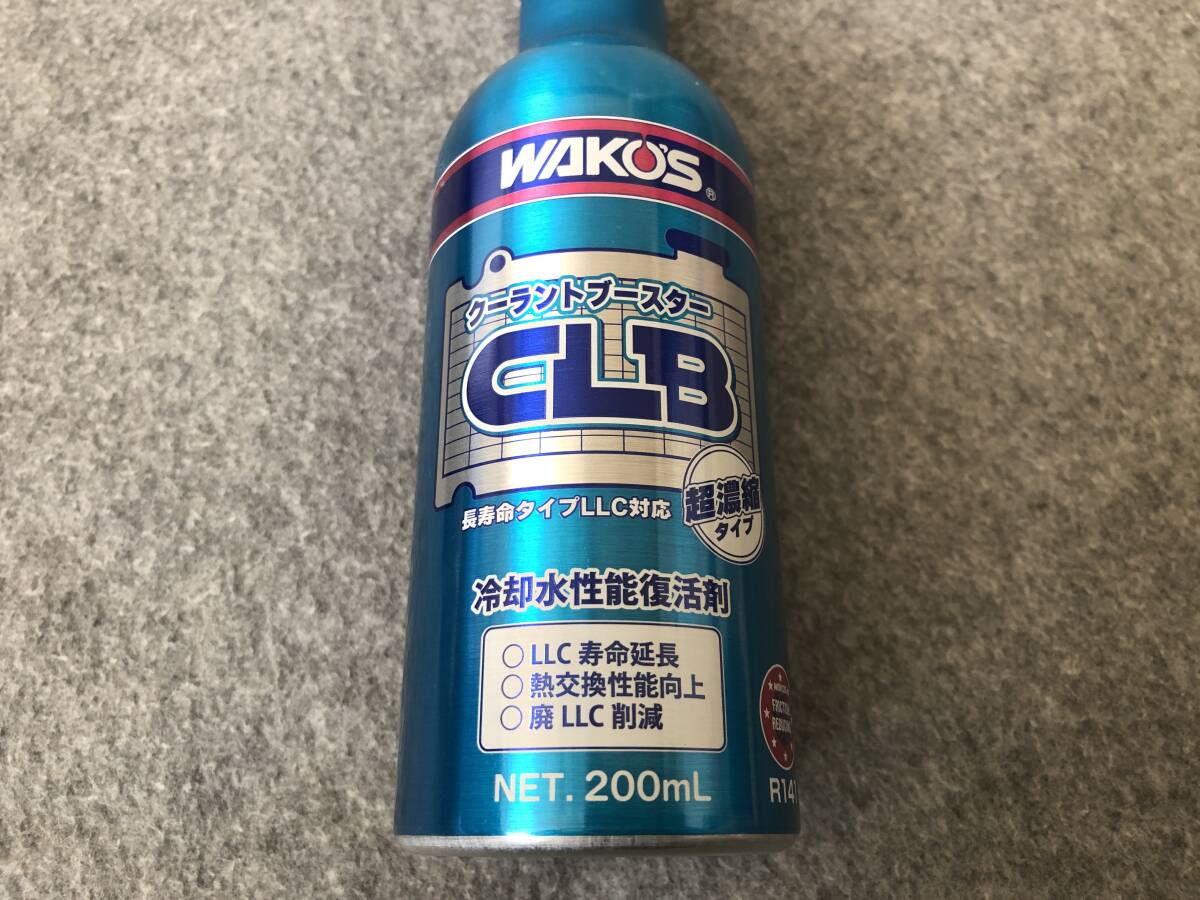 WAKO'S ®
クーラントブースター
CLB
長寿命タイプLLC対応
超濃縮
タイプ
冷却水性能復活剤
○ LLC 寿命延長
○ 熱交換性能向上
○ 廃 LLC 削減
NET. 200mL
R141